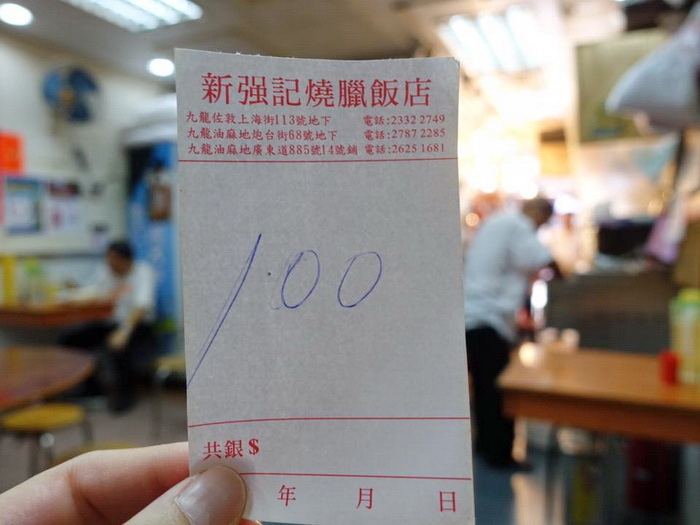 新强記燒臘飯店
九龍佐敦上海街113號地下 電話:2332 2749
九龍油麻地炮台街68號地下 電話:2787 2285
九龍油麻地廣東道885號14號鋪 電話:2625 1681
100
共銀$
年 月 日